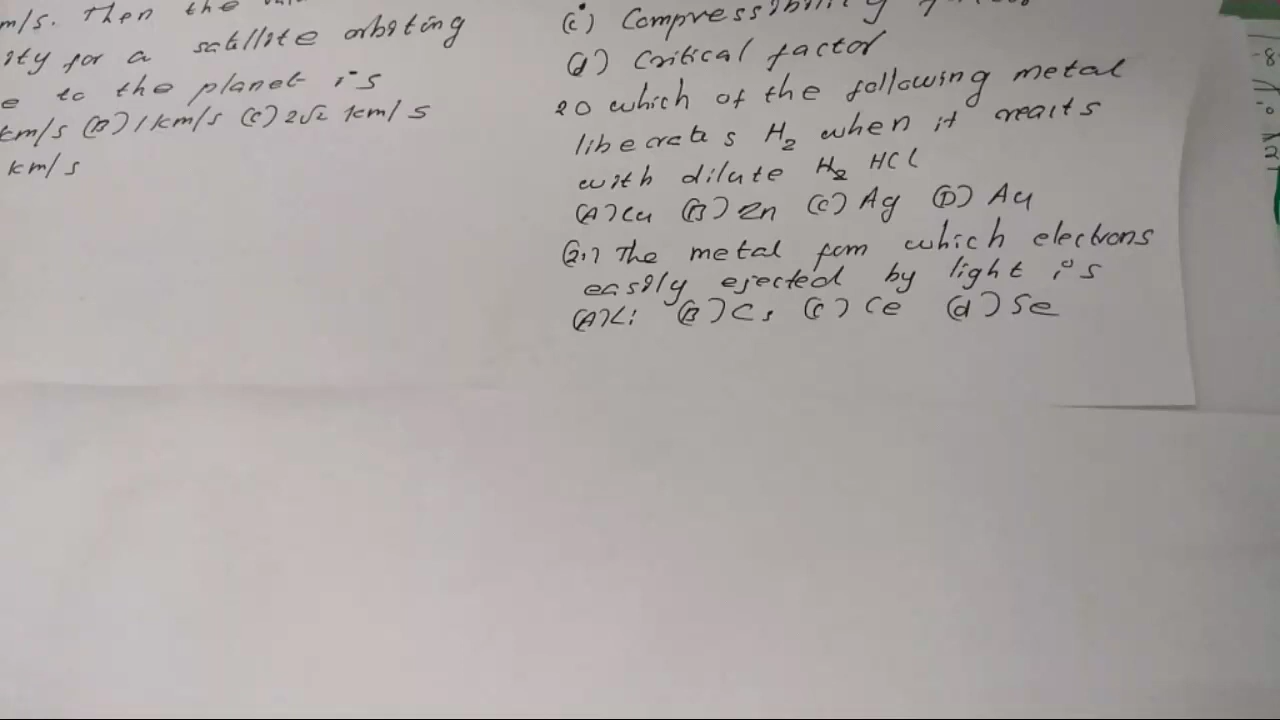 m/s. Then the
ity for a satellite orbiting
e to the planet is
km/s (B) 1 km/s (C) 2√2 km/s
km/s
(c) Compressibility
(d) Critical factor
20 which of the following metal
liberates H2 when it reacts
with dilute H2 HCl
(A) Cu (B) Zn (C) Ag (D) Au
(21) The metal fom which electrons
easily ejected by light is
(A) Li (B) Cs (C) Ce (d) Se
-8